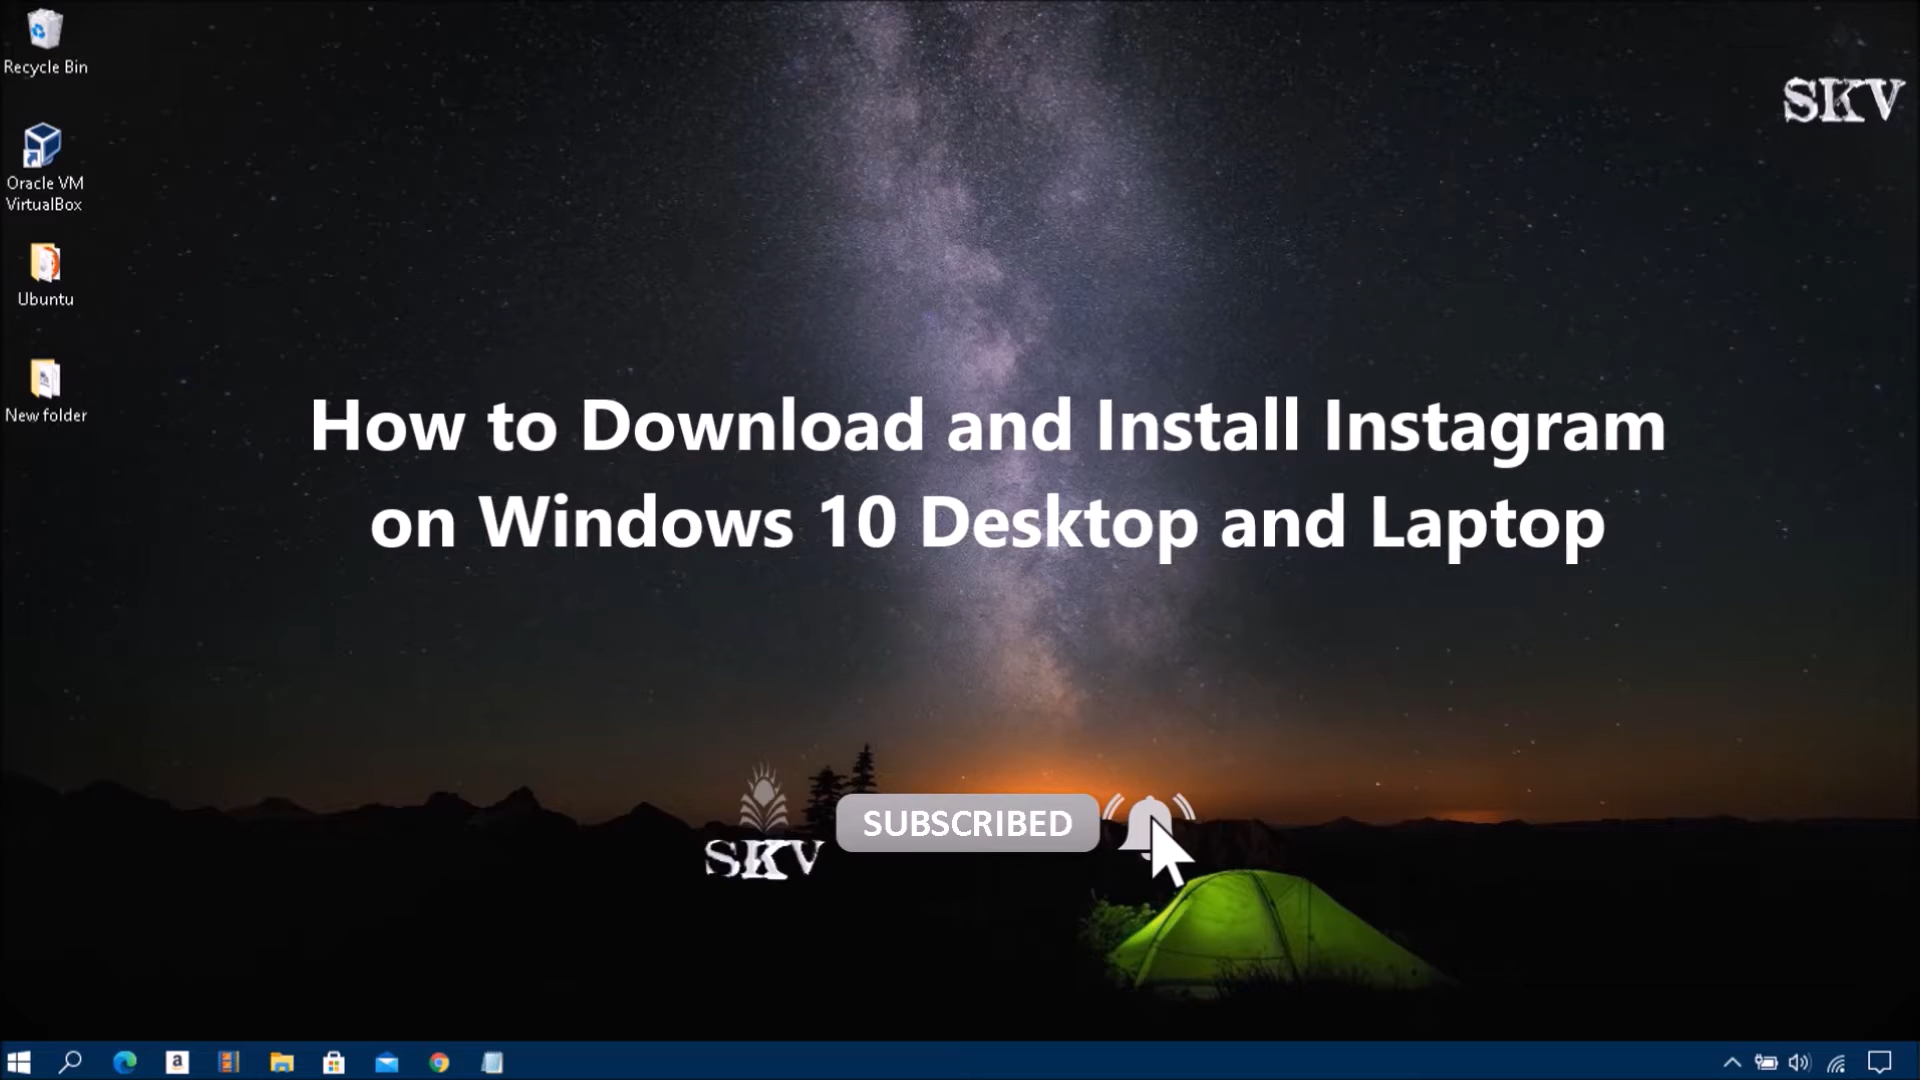 Recycle Bin
SKV
Oracle VM
VirtualBox
Ubuntu
New folder
How to Download and Install Instagram
on Windows 10 Desktop and Laptop
SUBSCRIBED
SKV
a